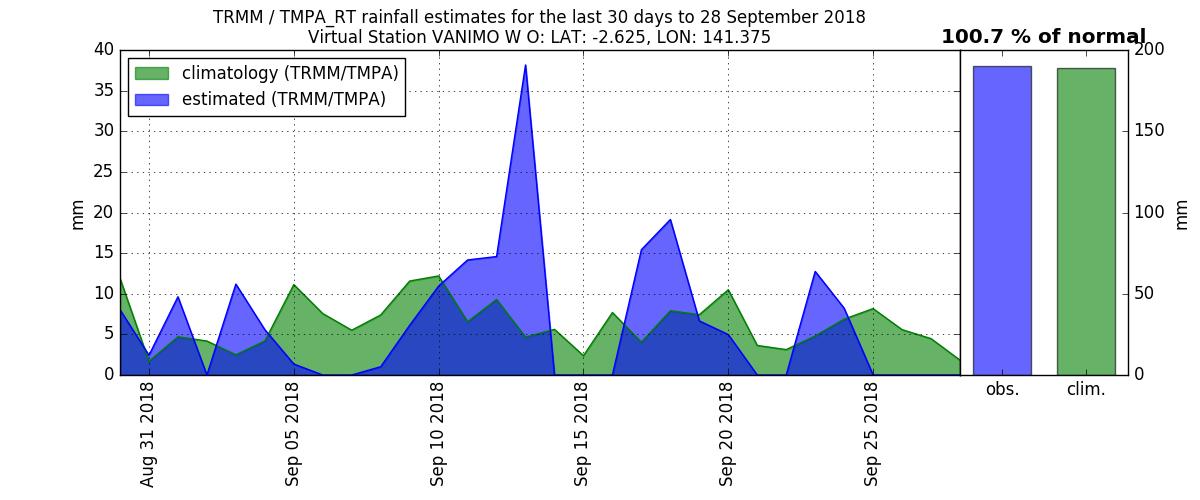 TRMM / TMPA_RT rainfall estimates for the last 30 days to 28 September 2018
Virtual Station VANIMO W O: LAT: -2.625, LON: 141.375
100.7 % of normal
climatology (TRMM/TMPA)
estimated (TRMM/TMPA)
40
35
30
25
20
15
10
5
0
mm
200
150
100
50
0
mm
Aug 31 2018
Sep 05 2018
Sep 10 2018
Sep 15 2018
Sep 20 2018
Sep 25 2018
obs.
clim.